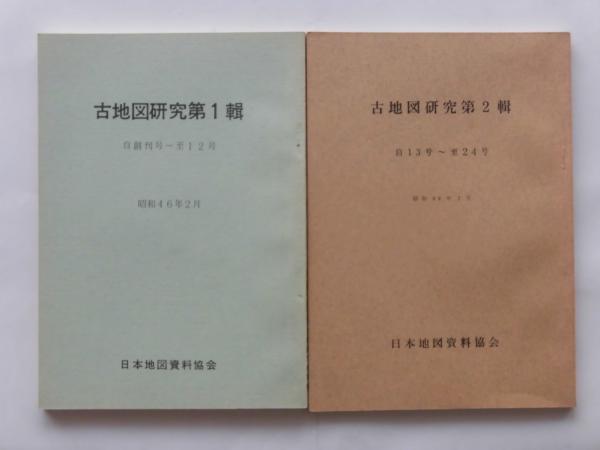 古地図研究第1輯
自創刊号〜至12号
昭和46年2月
日本地図資料協会
古地図研究第2輯
自13号〜至24号
昭和
日本地図資料協会